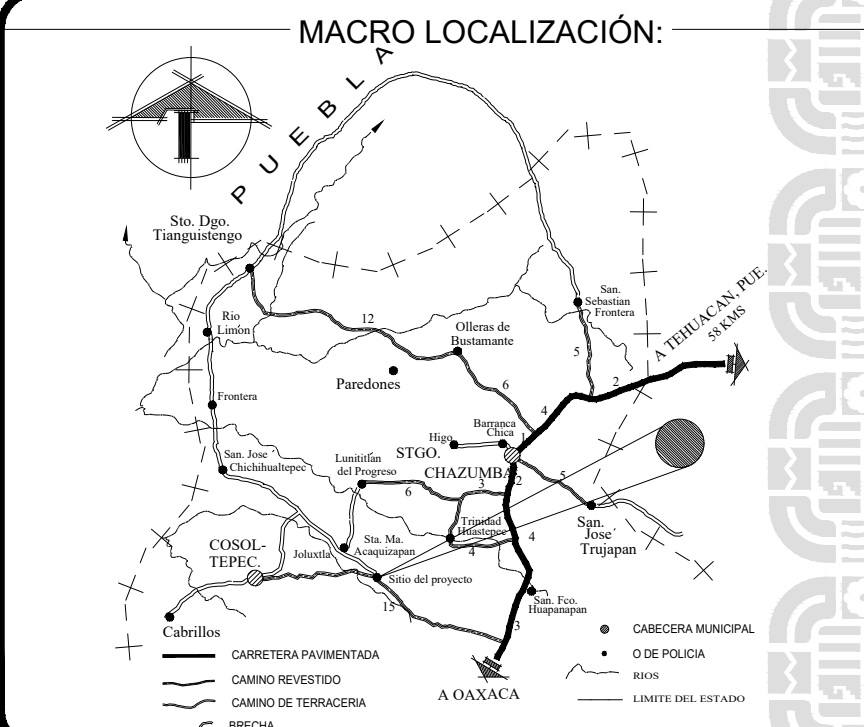 MACRO LOCALIZACIÓN:
PUEBLA
Sto. Dgo.
Tianguistengo
San.
Sebastian
Frontera
A TEHUACAN, PUE.
58 KMS
Rio
Limón
12
Olleras de
Bustamante
5
2
Paredones
6
4
Frontera
Barranca
Chica
1
Higo
STGO.
CHAZUMBA
San. José
Chichihualtepec
Lunititlán
del Progreso
6
3
2
5
San.
José
Trujapan
Trinidad
Huastepec
4
4
COSOL-
TEPEC.
Joluxtla
Sta. Ma.
Acaquizapan
Sitio del proyecto
15
San. Fco.
Huapanapan
3
Cabrillos
A OAXACA
CARRETERA PAVIMENTADA
CAMINO REVESTIDO
CAMINO DE TERRACERIA
BRECHA
CABECERA MUNICIPAL
O DE POLICIA
RIOS
LIMITE DEL ESTADO